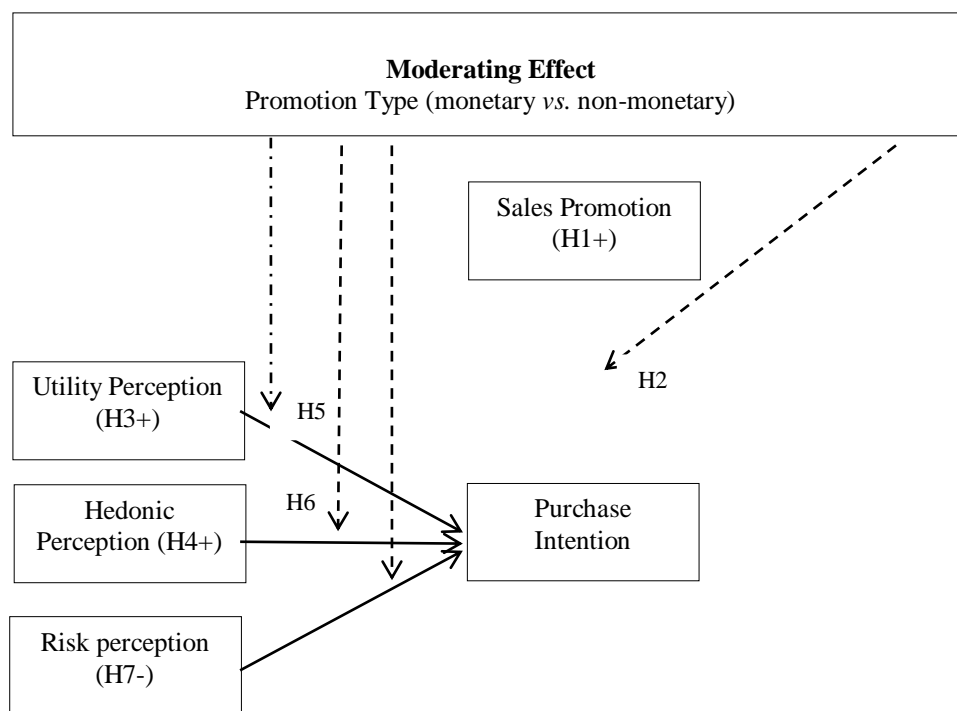 Moderating Effect
Promotion Type (monetary vs. non-monetary)
Sales Promotion
(H1+)
H2
Utility Perception
(H3+)
H5
H6
Hedonic
Perception (H4+)
Purchase
Intention
Risk perception
(H7-)